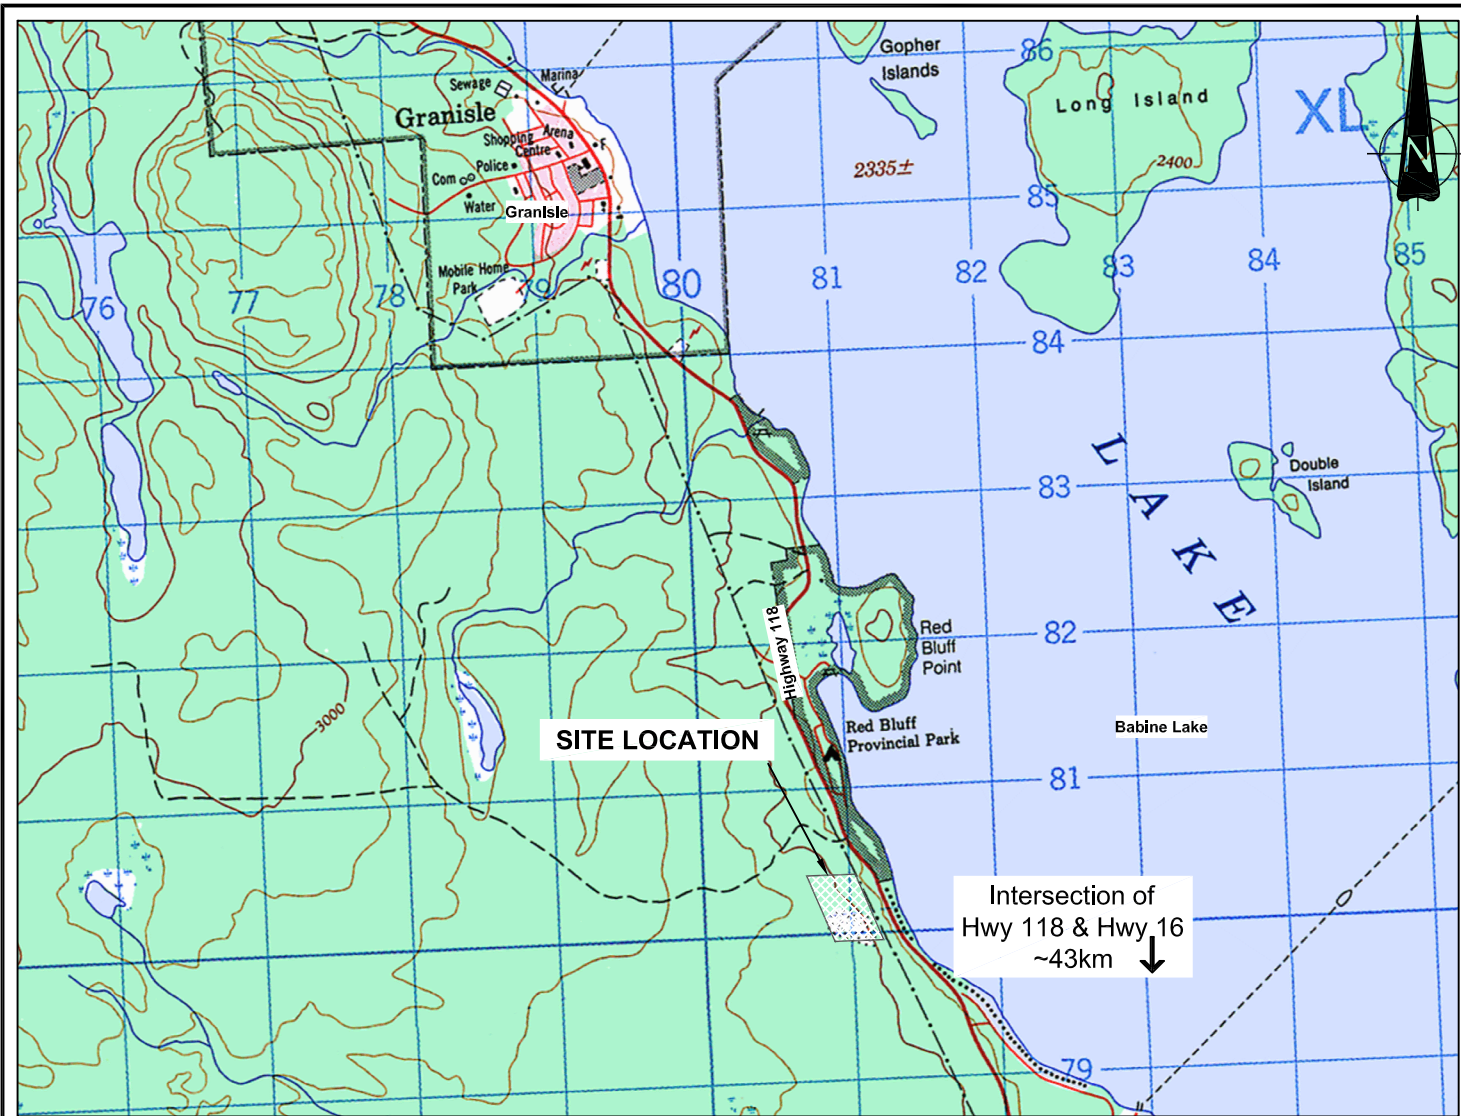 Sewage
Marina
Gopher
Islands
86
Long Island
XL
N
Granisle
Arena
Shopping
Centre
F
Police
Com
Water
Granisle
2335±
2400
85
Mobile Home
Park
76
77
78
79
80
81
82
83
84
85
84
83
Double
Island
LAKE
Highway 118
Red
Bluff
Point
82
3000
SITE LOCATION
Red Bluff
Provincial Park
Babine Lake
81
Intersection of
Hwy 118 & Hwy 16
~43km
79